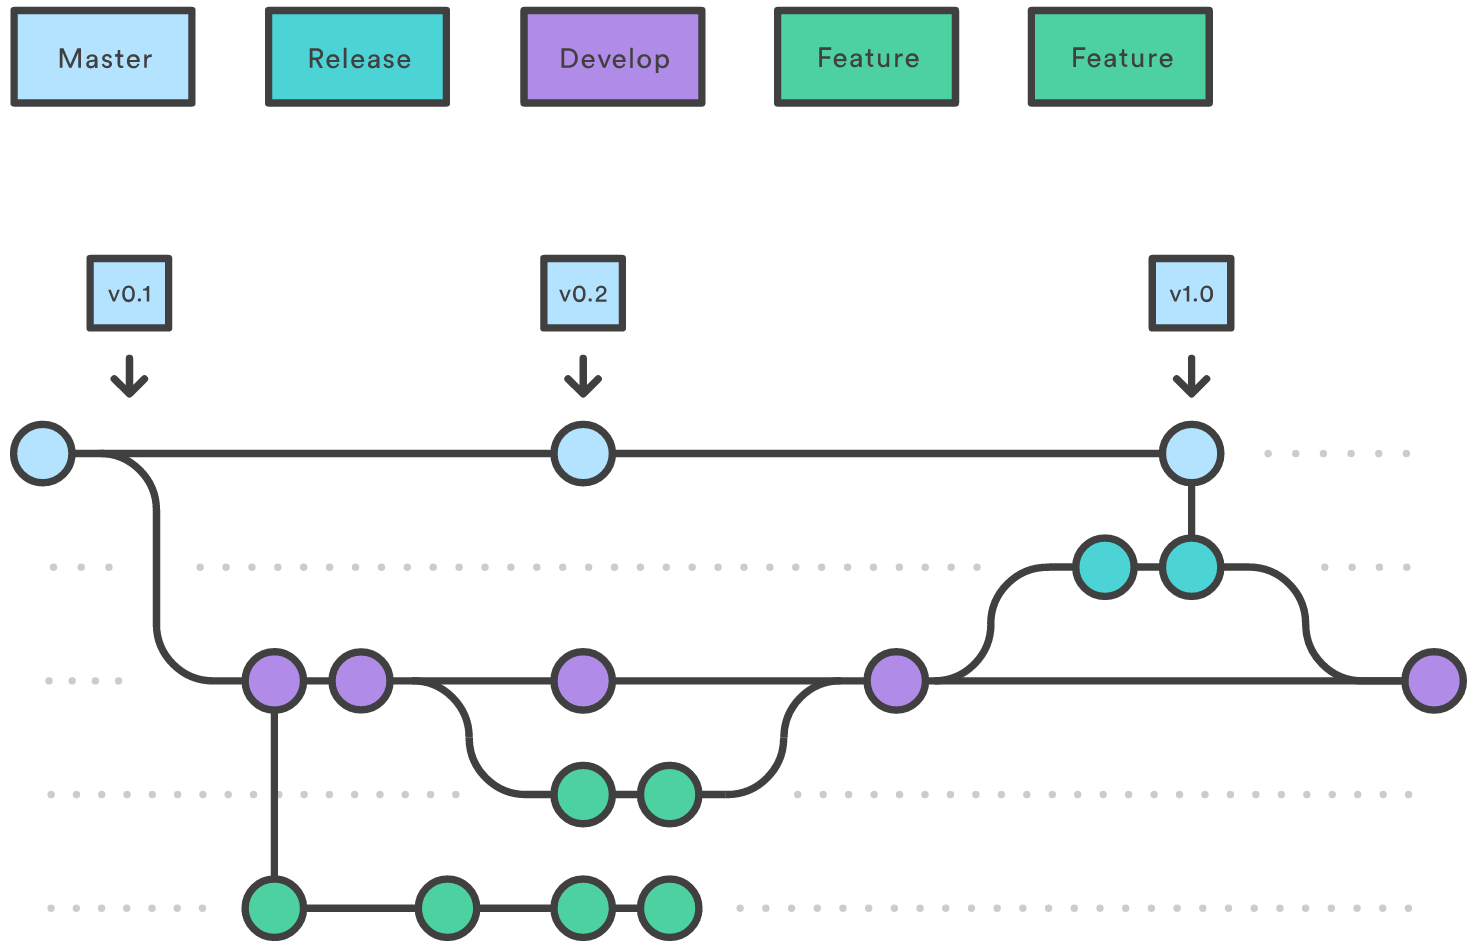 Master
Release
Develop
Feature
Feature
v0.1
v0.2
v1.0